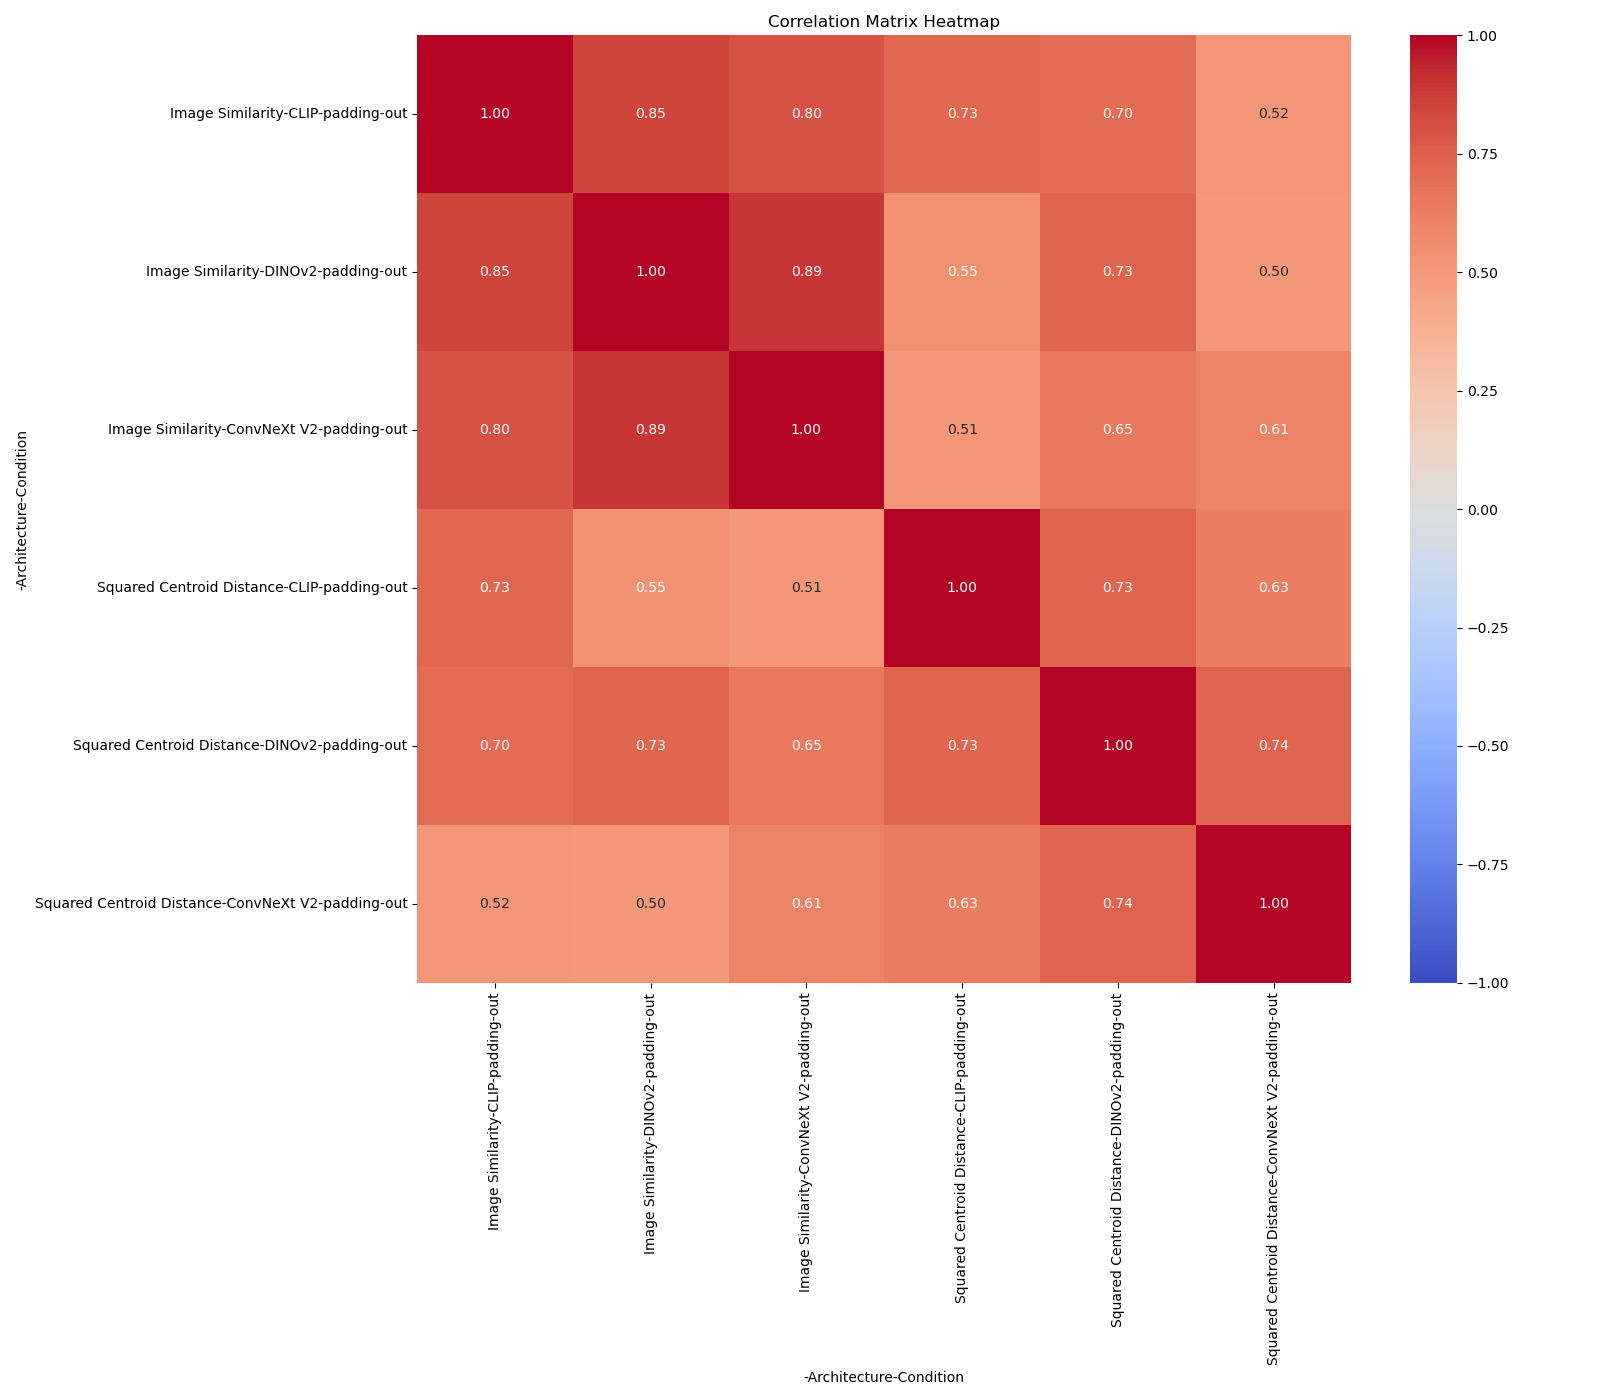 Correlation Matrix Heatmap
Image Similarity-CLIP-padding-out
1.00 0.85 0.80 0.73 0.70 0.52
Image Similarity-DINOv2-padding-out
0.85 1.00 0.89 0.55 0.73 0.50
Image Similarity-ConvNeXt V2-padding-out
0.80 0.89 1.00 0.51 0.65 0.61
Squared Centroid Distance-CLIP-padding-out
0.73 0.55 0.51 1.00 0.73 0.63
Squared Centroid Distance-DINOv2-padding-out
0.70 0.73 0.65 0.73 1.00 0.74
Squared Centroid Distance-ConvNeXt V2-padding-out
0.52 0.50 0.61 0.63 0.74 1.00
-Architecture-Condition
Image Similarity-CLIP-padding-out
Image Similarity-DINOv2-padding-out
Image Similarity-ConvNeXt V2-padding-out
Squared Centroid Distance-CLIP-padding-out
Squared Centroid Distance-DINOv2-padding-out
Squared Centroid Distance-ConvNeXt V2-padding-out
-Architecture-Condition
1.00
0.75
0.50
0.25
0.00
−0.25
−0.50
−0.75
−1.00